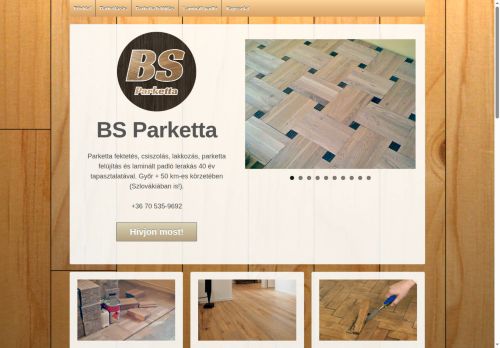 BS
Parketta
BS Parketta
Parketta fektetés, csiszolás, lakkozás, parketta
felújítás és laminált padló lerakás 40 év
tapasztalatával. Győr + 50 km-es körzetében
(Szlovákiában is!).
+36 70 535-9692
Hívjon most!